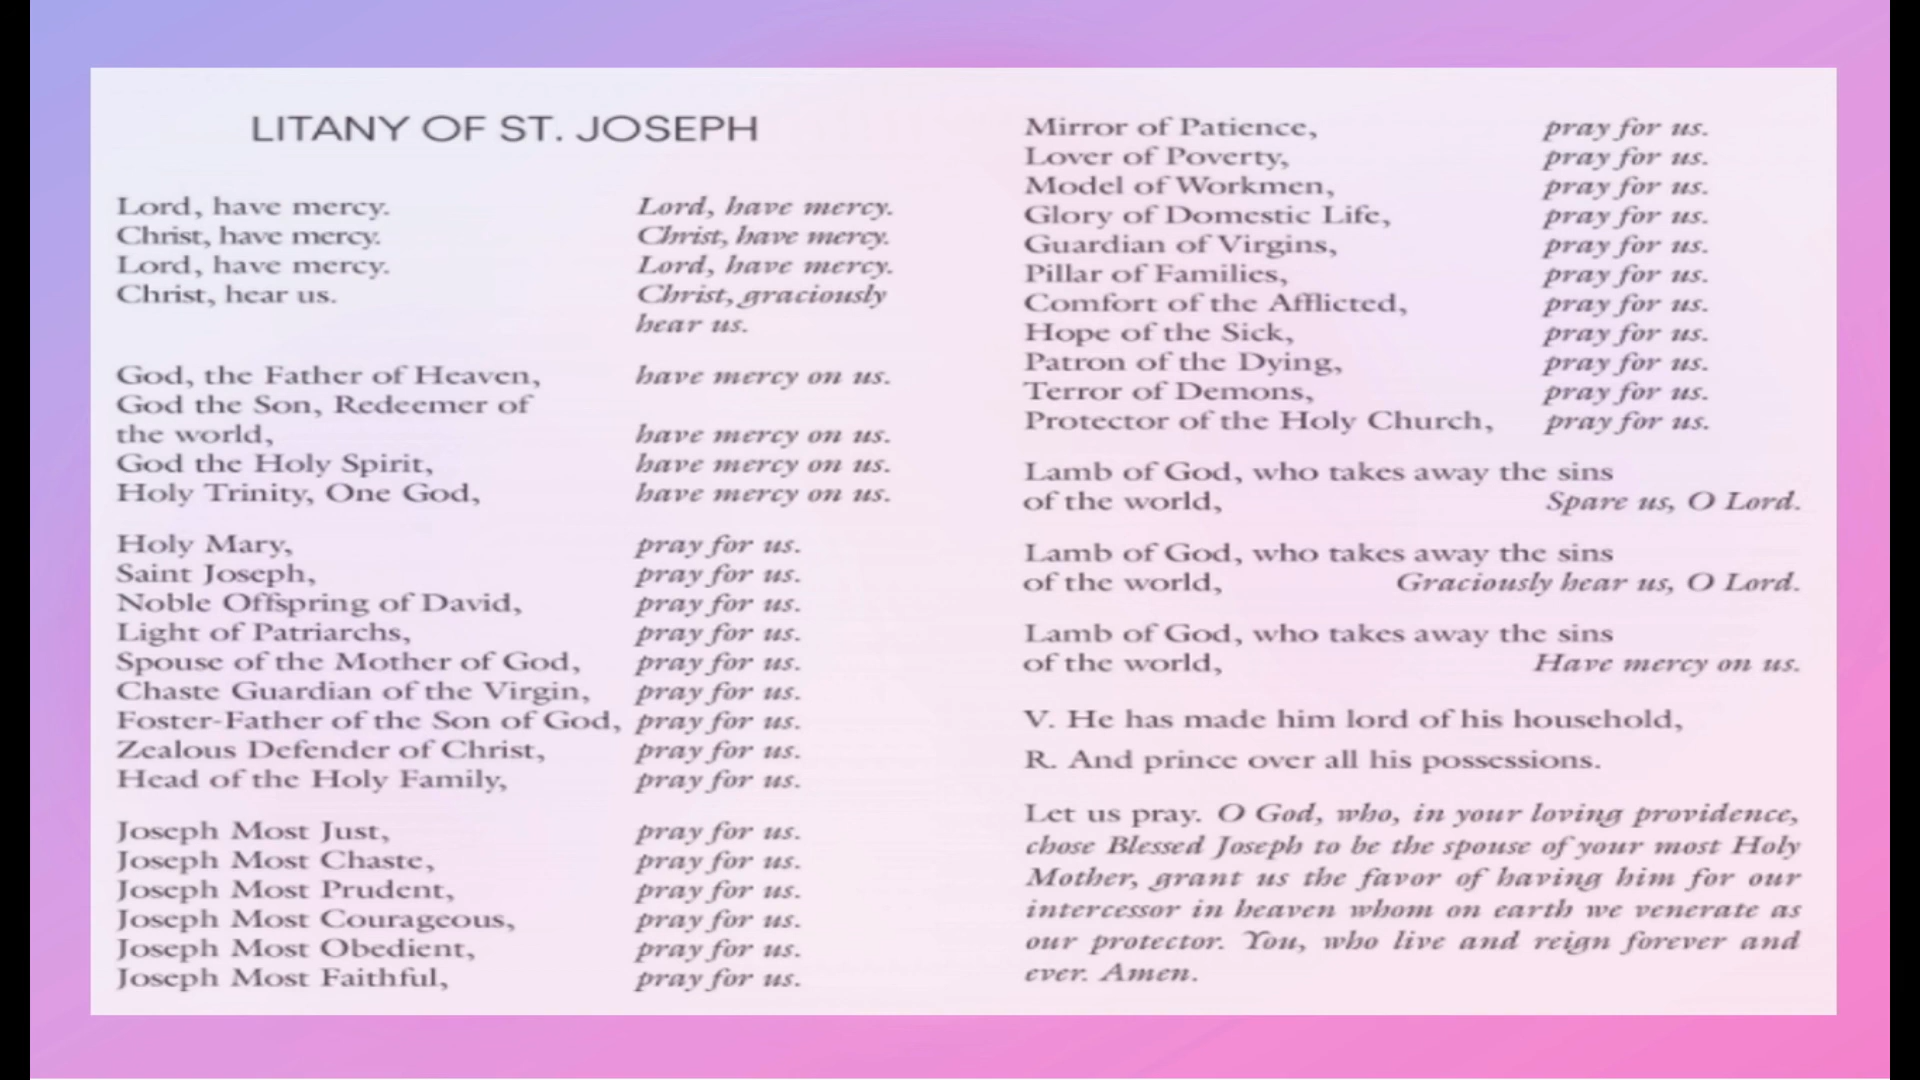 LITANY OF ST. JOSEPH
Lord, have mercy. Lord, have mercy.
Christ, have mercy. Christ, have mercy.
Lord, have mercy. Lord, have mercy.
Christ, hear us. Christ, graciously
hear us.
God, the Father of Heaven, have mercy on us.
God the Son, Redeemer of
the world, have mercy on us.
God the Holy Spirit, have mercy on us.
Holy Trinity, One God, have mercy on us.
Holy Mary, pray for us.
Saint Joseph, pray for us.
Noble Offspring of David, pray for us.
Light of Patriarchs, pray for us.
Spouse of the Mother of God, pray for us.
Chaste Guardian of the Virgin, pray for us.
Foster-Father of the Son of God, pray for us.
Zealous Defender of Christ, pray for us.
Head of the Holy Family, pray for us.
Joseph Most Just, pray for us.
Joseph Most Chaste, pray for us.
Joseph Most Prudent, pray for us.
Joseph Most Courageous, pray for us.
Joseph Most Obedient, pray for us.
Joseph Most Faithful, pray for us.
Mirror of Patience, pray for us.
Lover of Poverty, pray for us.
Model of Workmen, pray for us.
Glory of Domestic Life, pray for us.
Guardian of Virgins, pray for us.
Pillar of Families, pray for us.
Comfort of the Afflicted, pray for us.
Hope of the Sick, pray for us.
Patron of the Dying, pray for us.
Terror of Demons, pray for us.
Protector of the Holy Church, pray for us.
Lamb of God, who takes away the sins
of the world, Spare us, O Lord.
Lamb of God, who takes away the sins
of the world, Graciously hear us, O Lord.
Lamb of God, who takes away the sins
of the world, Have mercy on us.
V. He has made him lord of his household,
R. And prince over all his possessions.
Let us pray. O God, who, in your loving providence,
chose Blessed Joseph to be the spouse of your most Holy
Mother, grant us the favor of having him for our
intercessor in heaven whom on earth we venerate as
our protector. You, who live and reign forever and
ever. Amen.